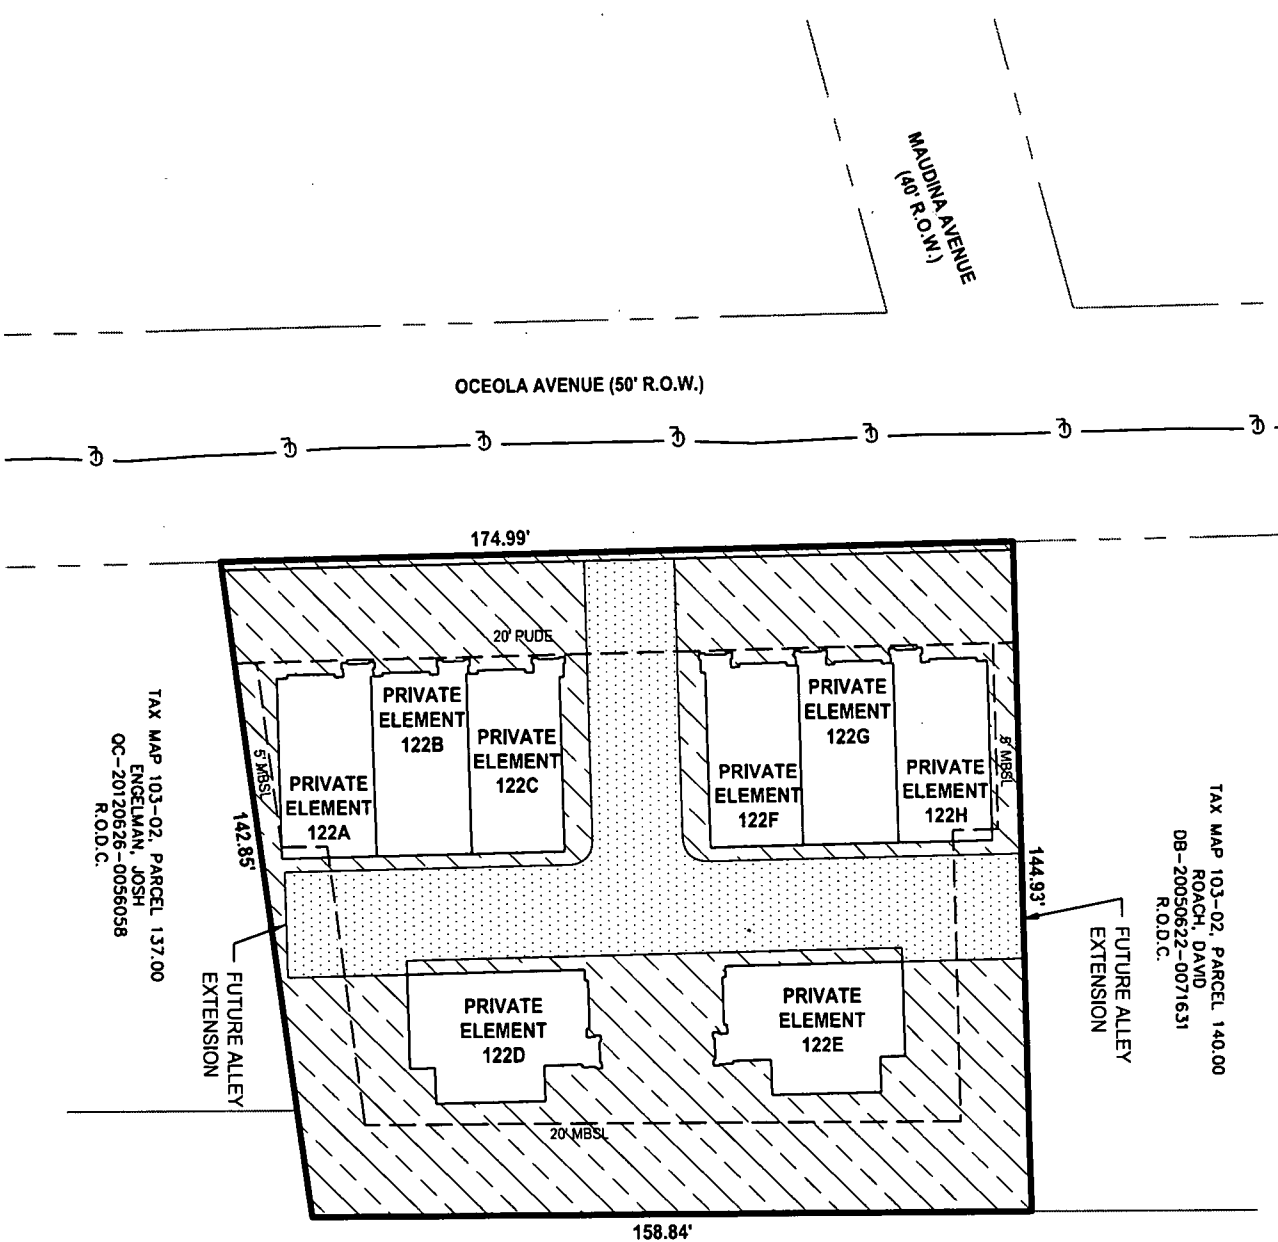 MAUDINA AVENUE
(40' R.O.W.)
OCEOLA AVENUE (50' R.O.W.)
174.99'
20' PUDE
PRIVATE
ELEMENT
122A
PRIVATE
ELEMENT
122B
PRIVATE
ELEMENT
122C
PRIVATE
ELEMENT
122F
PRIVATE
ELEMENT
122G
PRIVATE
ELEMENT
122H
5' MBSL
5' MBSL
142.85'
144.93'
TAX MAP 103-02, PARCEL 137.00
ENGELMAN, JOSH
QC-20120626-0056058
R.O.D.C.
TAX MAP 103-02, PARCEL 140.00
ROACH, DAVID
DB-20050622-0071631
R.O.D.C.
FUTURE ALLEY
EXTENSION
FUTURE ALLEY
EXTENSION
PRIVATE
ELEMENT
122D
PRIVATE
ELEMENT
122E
20' MBSL
158.84'